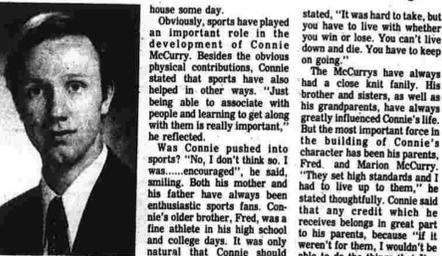 house some day.
Obviously, sports have played
an important role in the
development of Connie
McCurry. Besides the obvious
physical contributions, Connie
stated that sports have also
helped in other ways. "Just
being able to associate with
people and learning to get along
with them is really important,"
he reflected.
Was Connie pushed into
sports? "No, I don't think so. I
was......encouraged", he said,
smiling. Both his mother and
his father have always been
enthusiastic sports fans. Con-
nie's older brother, Fred, was a
fine athlete in his high school
and college days. It was only
natural that Connie should
stated, "It was hard to take, but
you have to live with whether
you win or lose. You can't live
down and die. You have to keep
on going."
The McCurrys have always
had a close knit family. His
brother and sisters, as well as
his grandparents, have always
greatly influenced Connie's life.
But the most important force in
the building of Connie's
character has been his parents,
Fred and Marion McCurry.
"They set high standards and I
had to live up to them," he
stated thoughtfully. Connie said
that any credit which he
receives belongs in great part
to his parents, because "if it
weren't for them, I wouldn't be